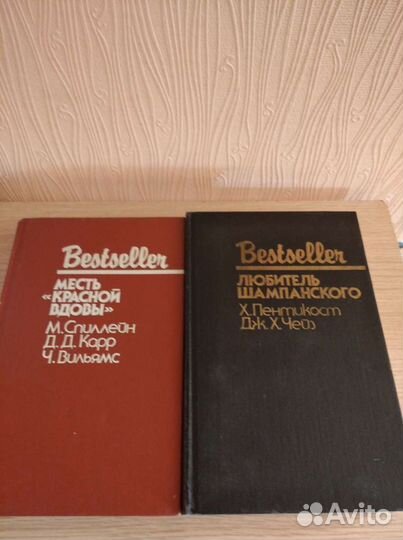 Bestseller
МЕСТЬ
«КРАСНОЙ
ВДОВЫ»
М. Спиллейн
Д. Д. Карр
Ч. Вильямс
Bestseller
ЛЮБИТЕЛЬ
ШАМПАНСКОГО
Х. Пентикост
Дж. Х. Чейз
Avito